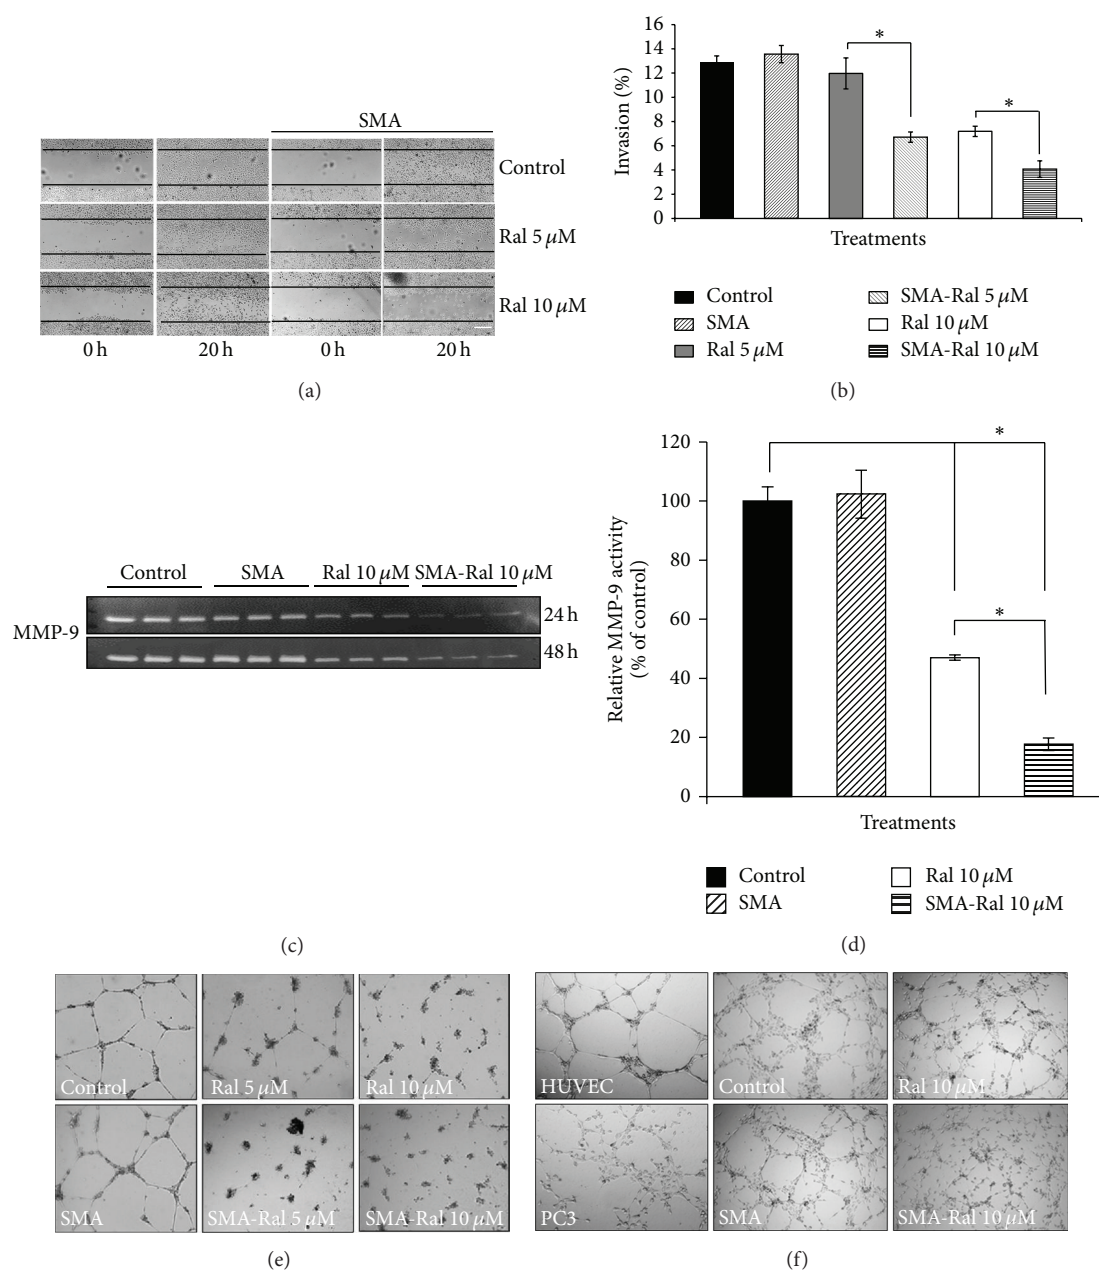 SMA
Control
Ral 5 μM
Ral 10 μM
0 h
20 h
0 h
20 h
(a)
16
14
12
10
8
6
4
2
0
Invasion (%)
*
*
Treatments
Control
SMA
Ral 5 μM
SMA-Ral 5 μM
Ral 10 μM
SMA-Ral 10 μM
(b)
Control
SMA
Ral 10 μM
SMA-Ral 10 μM
MMP-9
24 h
48 h
(c)
120
100
80
60
40
20
0
Relative MMP-9 activity
(% of control)
*
*
Treatments
Control
SMA
Ral 10 μM
SMA-Ral 10 μM
(d)
Control
Ral 5 μM
Ral 10 μM
SMA
SMA-Ral 5 μM
SMA-Ral 10 μM
(e)
HUVEC
Control
Ral 10 μM
PC3
SMA
SMA-Ral 10 μM
(f)